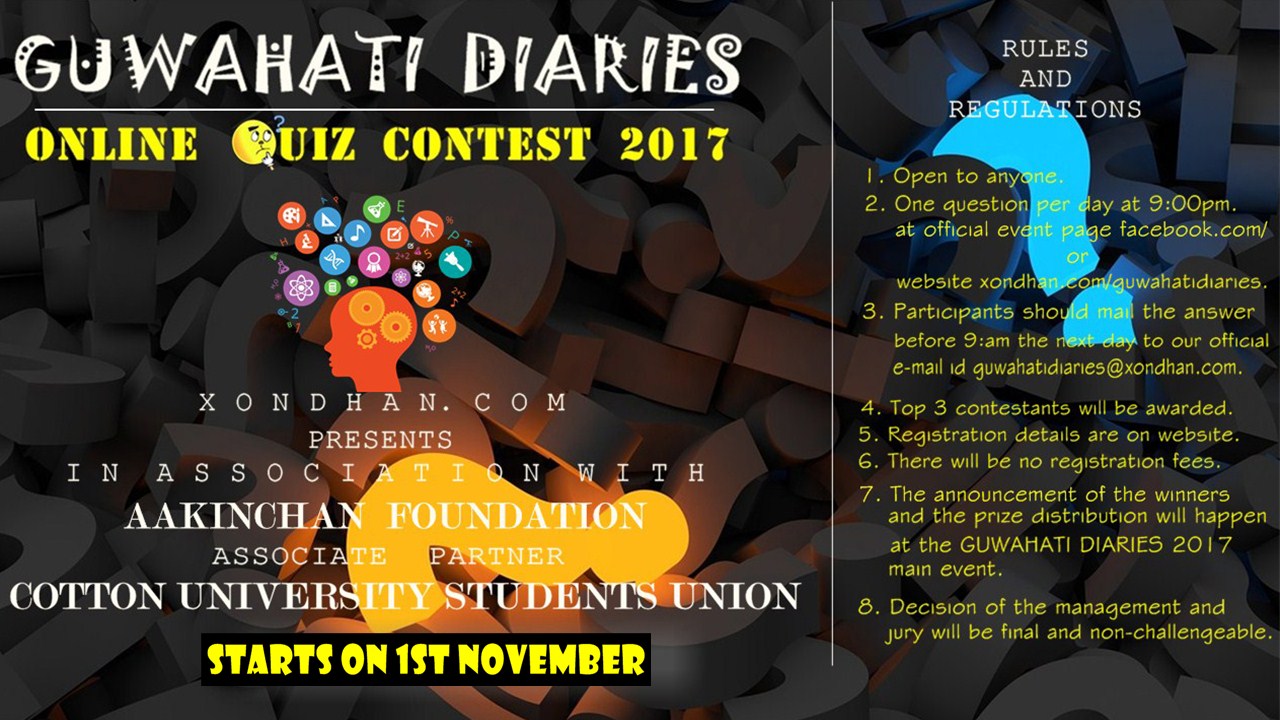 GUWAHATI DIARIES
ONLINE QUIZ CONTEST 2017
XONDHAN.COM
PRESENTS
IN ASSOCIATION WITH
AAKINCHAN FOUNDATION
ASSOCIATE PARTNER
COTTON UNIVERSITY STUDENTS UNION
STARTS ON 1ST NOVEMBER
RULES
AND
REGULATIONS
1. Open to anyone.
2. One question per day at 9:00pm.
at official event page facebook.com/
or
website xondhan.com/guwahatidiaries.
3. Participants should mail the answer
before 9:am the next day to our official
e-mail id guwahatidiaries@xondhan.com.
4. Top 3 contestants will be awarded.
5. Registration details are on website.
6. There will be no registration fees.
7. The announcement of the winners
and the prize distribution will happen
at the GUWAHATI DIARIES 2017
main event.
8. Decision of the management and
jury will be final and non-challengeable.